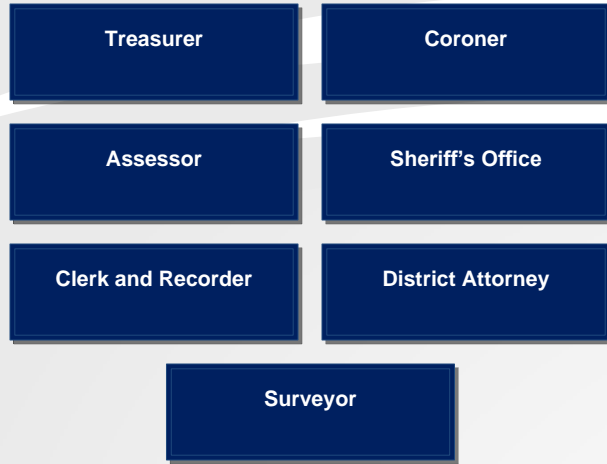 Treasurer
Coroner
Assessor
Sheriff's Office
Clerk and Recorder
District Attorney
Surveyor